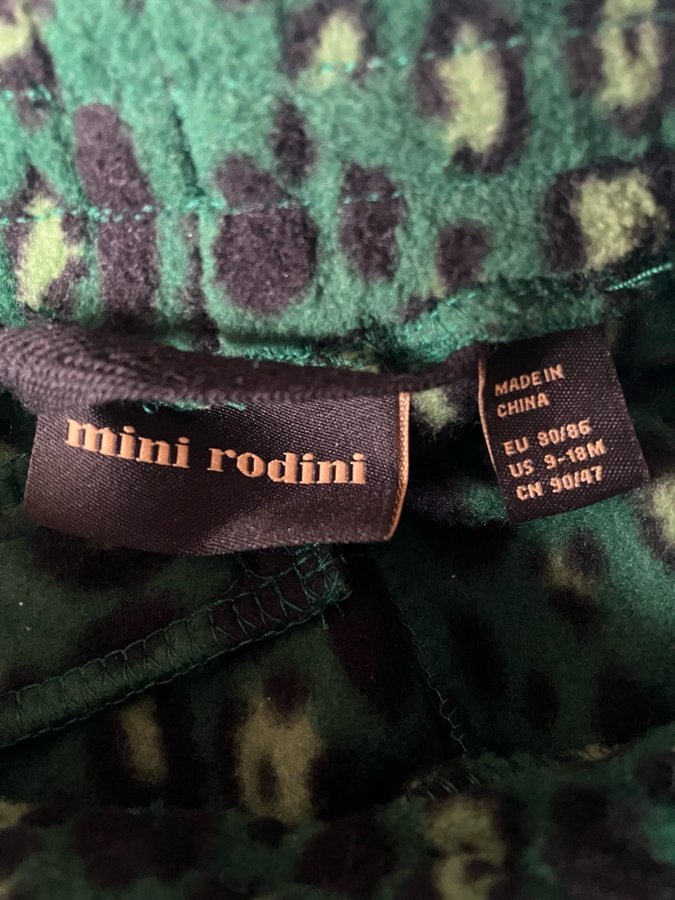 mini rodini
MADE IN
CHINA
EU 80/86
US 9-18M
CN 90/47